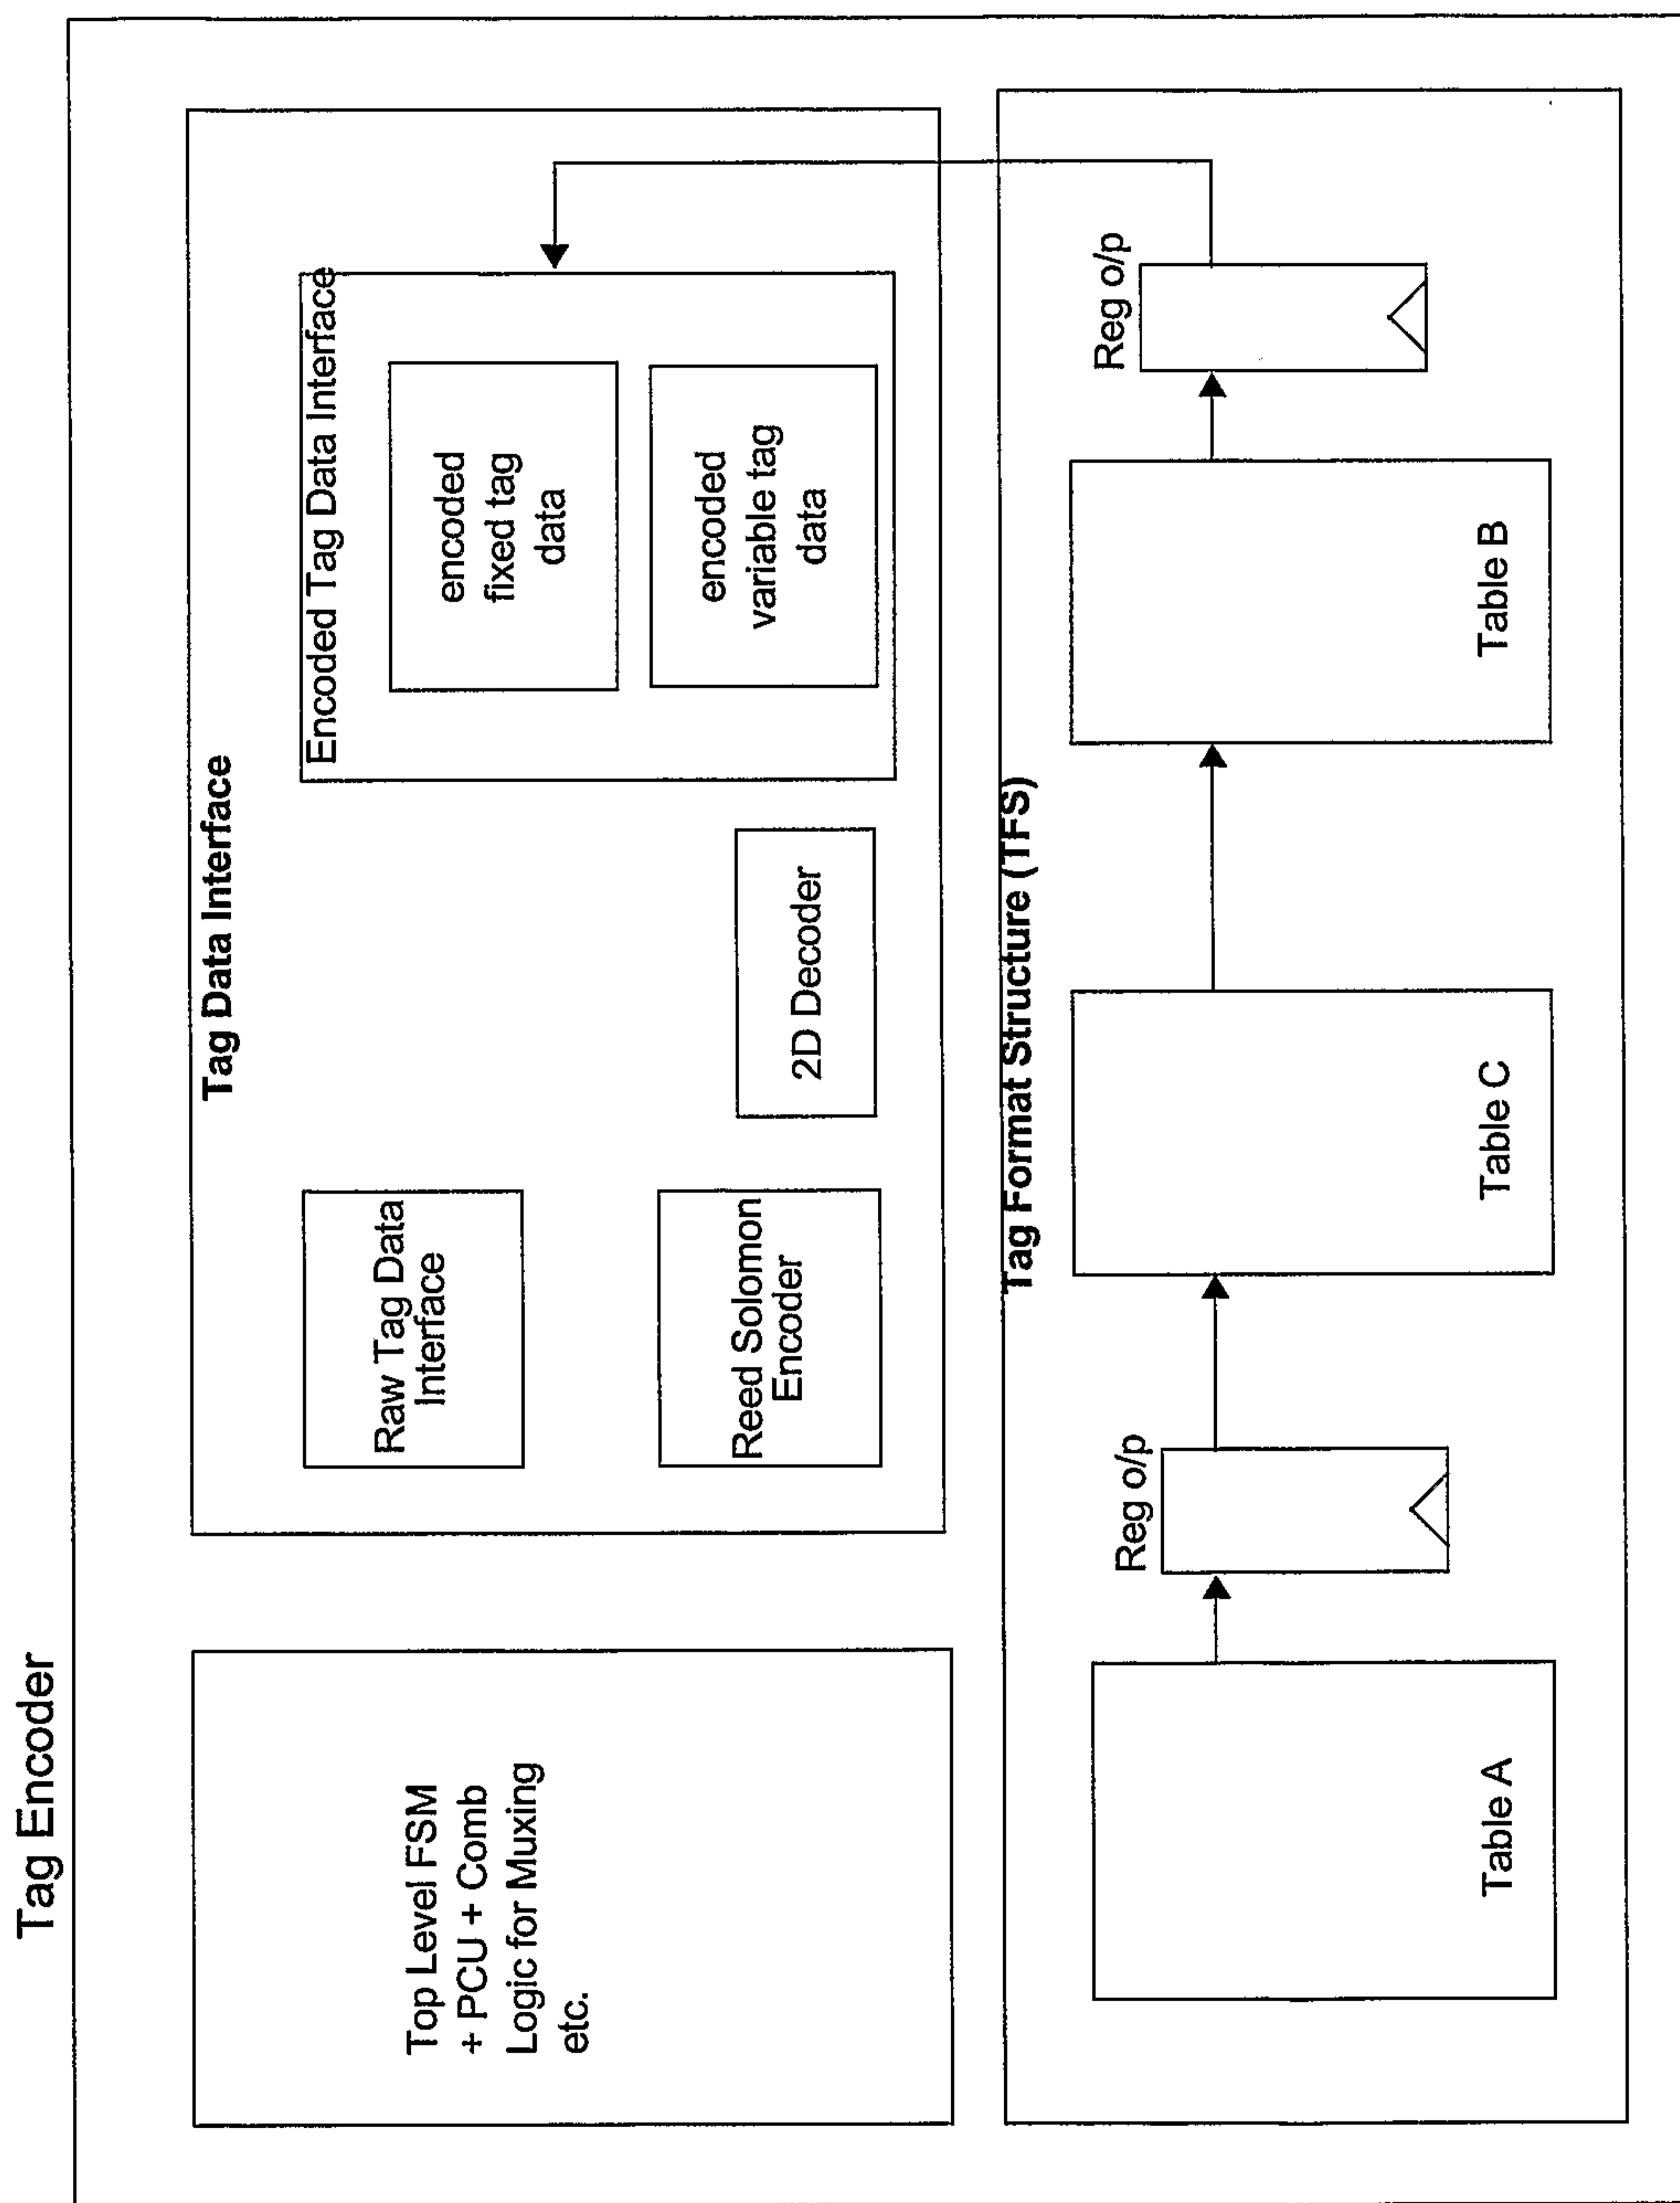 Tag Encoder
Top Level FSM
+ PCU + Comb
Logic for Muxing
etc.
Tag Data Interface
Raw Tag Data
Interface
Reed Solomon
Encoder
2D Decoder
Encoded Tag Data Interface
encoded
fixed tag
data
encoded
variable tag
data
Tag Format Structure (TFS)
Table A
Reg o/p
Table C
Table B
Reg o/p